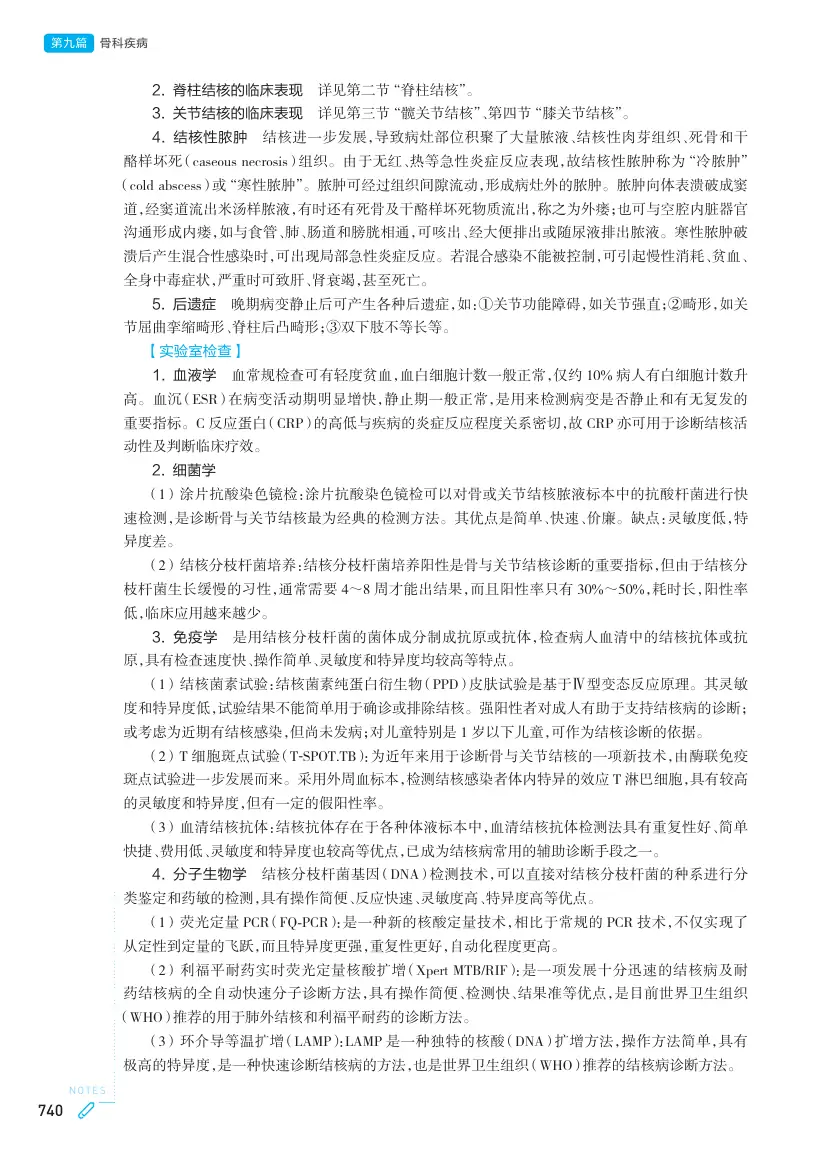 第九篇 骨科疾病
2. 脊柱结核的临床表现 详见第二节“脊柱结核”。
3. 关节结核的临床表现 详见第三节“髋关节结核”、第四节“膝关节结核”。
4. 结核性脓肿 结核进一步发展,导致病灶部位积聚了大量脓液、结核性肉芽组织、死骨和干
酪样坏死(caseous necrosis)组织。由于无红、热等急性炎症反应表现,故结核性脓肿称为“冷脓肿”
(cold abscess)或“寒性脓肿”。脓肿可经过组织间隙流动,形成病灶外的脓肿。脓肿向体表溃破成窦
道,经窦道流出米汤样脓液,有时还有死骨及干酪样坏死物质流出,称之为外瘘;也可与空腔内脏器官
沟通形成内瘘,如与食管、肺、肠道和膀胱相通,可咳出、经大便排出或随尿液排出脓液。寒性脓肿破
溃后产生混合性感染时,可出现局部急性炎症反应。若混合感染不能被控制,可引起慢性消耗、贫血、
全身中毒症状,严重时可致肝、肾衰竭,甚至死亡。
5. 后遗症 晚期病变静止后可产生各种后遗症,如:①关节功能障碍,如关节强直;②畸形,如关
节屈曲挛缩畸形、脊柱后凸畸形;③双下肢不等长等。
【实验室检查】
1. 血液学 血常规检查可有轻度贫血,血白细胞计数一般正常,仅约 10% 病人有白细胞计数升
高。血沉(ESR)在病变活动期明显增快,静止期一般正常,是用来检测病变是否静止和有无复发的
重要指标。C 反应蛋白(CRP)的高低与疾病的炎症反应程度关系密切,故 CRP 亦可用于诊断结核活
动性及判断临床疗效。
2. 细菌学
(1)涂片抗酸染色镜检:涂片抗酸染色镜检可以对骨或关节结核脓液标本中的抗酸杆菌进行快
速检测,是诊断骨与关节结核最为经典的检测方法。其优点是简单、快速、价廉。缺点:灵敏度低,特
异度差。
(2)结核分枝杆菌培养:结核分枝杆菌培养阳性是骨与关节结核诊断的重要指标,但由于结核分
枝杆菌生长缓慢的习性,通常需要 4～8 周才能出结果,而且阳性率只有 30%～50%,耗时长,阳性率
低,临床应用越来越少。
3. 免疫学 是用结核分枝杆菌的菌体成分制成抗原或抗体,检查病人血清中的结核抗体或抗
原,具有检查速度快、操作简单、灵敏度和特异度均较高等特点。
(1)结核菌素试验:结核菌素纯蛋白衍生物(PPD)皮肤试验是基于Ⅳ型变态反应原理。其灵敏
度和特异度低,试验结果不能简单用于确诊或排除结核。强阳性者对成人有助于支持结核病的诊断;
或考虑为近期有结核感染,但尚未发病;对儿童特别是 1 岁以下儿童,可作为结核诊断的依据。
(2)T 细胞斑点试验(T-SPOT.TB):为近年来用于诊断骨与关节结核的一项新技术,由酶联免疫
斑点试验进一步发展而来。采用外周血标本,检测结核感染者体内特异的效应 T 淋巴细胞,具有较高
的灵敏度和特异度,但有一定的假阳性率。
(3)血清结核抗体:结核抗体存在于各种体液标本中,血清结核抗体检测法具有重复性好、简单
快捷、费用低、灵敏度和特异度也较高等优点,已成为结核病常用的辅助诊断手段之一。
4. 分子生物学 结核分枝杆菌基因(DNA)检测技术,可以直接对结核分枝杆菌的种系进行分
类鉴定和药敏的检测,具有操作简便、反应快速、灵敏度高、特异度高等优点。
(1)荧光定量 PCR(FQ-PCR):是一种新的核酸定量技术,相比于常规的 PCR 技术,不仅实现了
从定性到定量的飞跃,而且特异度更强,重复性更好,自动化程度更高。
(2)利福平耐药实时荧光定量核酸扩增(Xpert MTB/RIF):是一项发展十分迅速的结核病及耐
药结核病的全自动快速分子诊断方法,具有操作简便、检测快、结果准等优点,是目前世界卫生组织
(WHO)推荐的用于肺外结核和利福平耐药的诊断方法。
(3)环介导等温扩增(LAMP):LAMP 是一种独特的核酸(DNA)扩增方法,操作方法简单,具有
极高的特异度,是一种快速诊断结核病的方法,也是世界卫生组织(WHO)推荐的结核病诊断方法。
NOTES
740